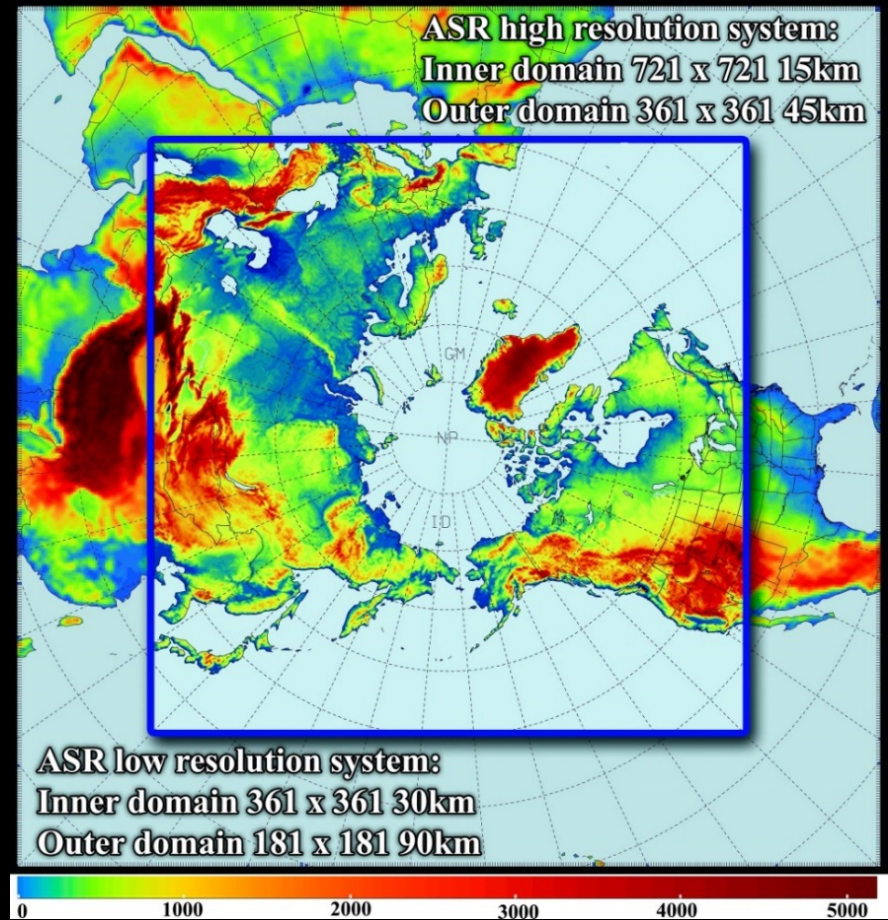 ASR high resolution system:
Inner domain 721 x 721 15km
Outer domain 361 x 361 45km
GM
NP
ID
ASR low resolution system:
Inner domain 361 x 361 30km
Outer domain 181 x 181 90km
0 1000 2000 3000 4000 5000